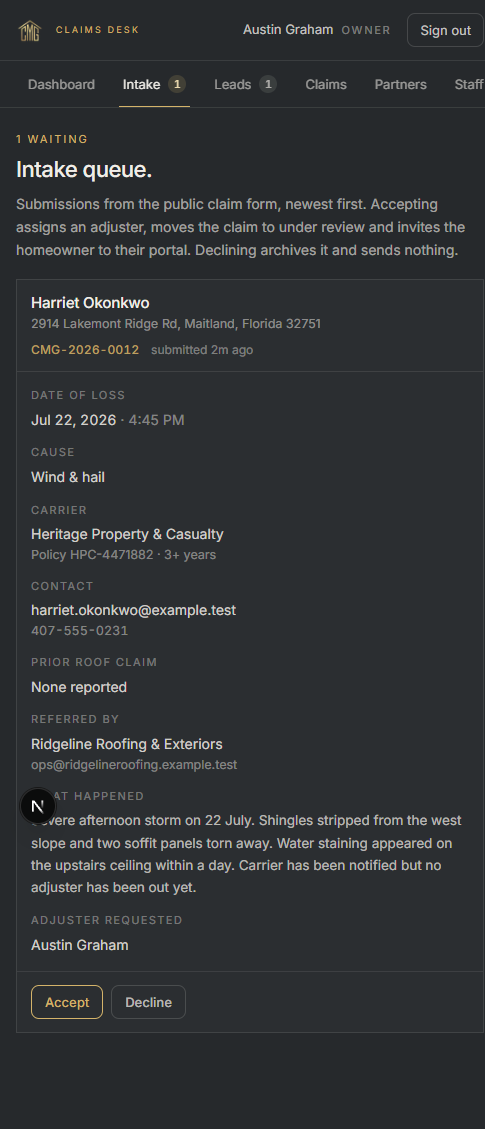 CMG
CLAIMS DESK
Austin Graham OWNER
Sign out
Dashboard
Intake 1
Leads 1
Claims
Partners
Staff
1 WAITING
Intake queue.
Submissions from the public claim form, newest first. Accepting
assigns an adjuster, moves the claim to under review and invites the
homeowner to their portal. Declining archives it and sends nothing.
Harriet Okonkwo
2914 Lakemont Ridge Rd, Maitland, Florida 32751
CMG-2026-0012 submitted 2m ago
DATE OF LOSS
Jul 22, 2026 · 4:45 PM
CAUSE
Wind & hail
CARRIER
Heritage Property & Casualty
Policy HPC-4471882 · 3+ years
CONTACT
harriet.okonkwo@example.test
407-555-0231
PRIOR ROOF CLAIM
None reported
REFERRED BY
Ridgeline Roofing & Exteriors
ops@ridgelineroofing.example.test
N
AT HAPPENED
evere afternoon storm on 22 July. Shingles stripped from the west
slope and two soffit panels torn away. Water staining appeared on
the upstairs ceiling within a day. Carrier has been notified but no
adjuster has been out yet.
ADJUSTER REQUESTED
Austin Graham
Accept
Decline